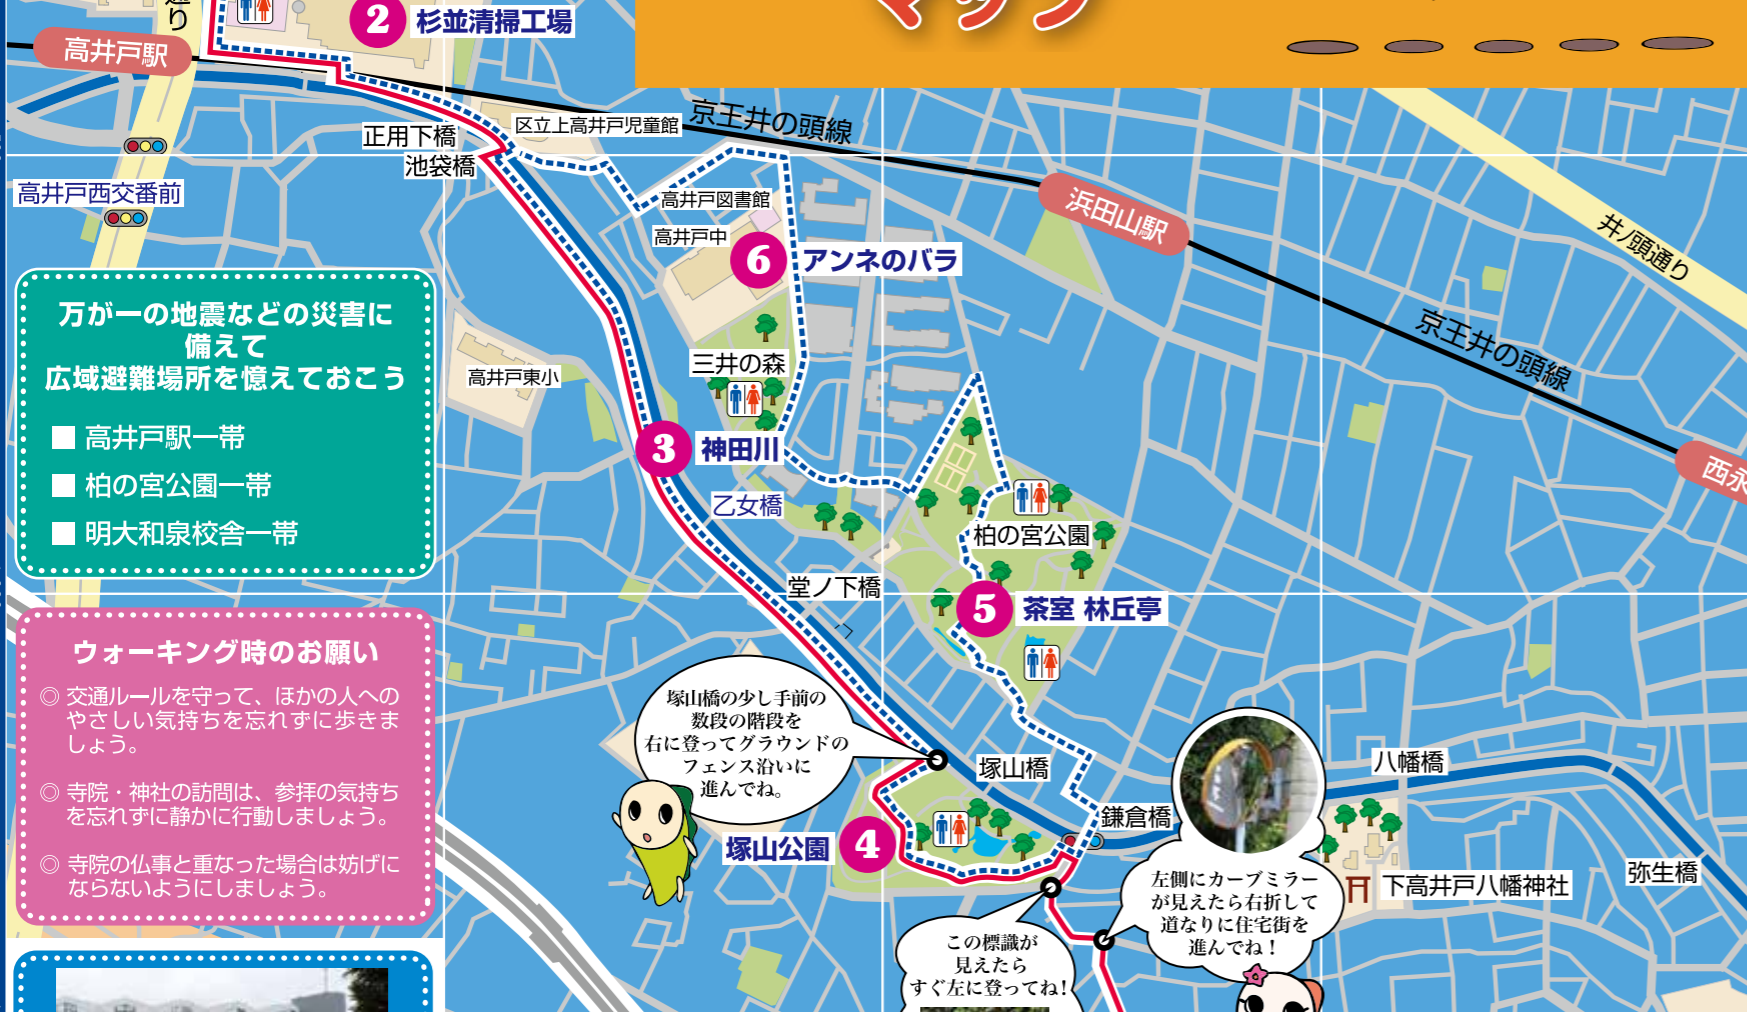 通り
2 杉並清掃工場
マップ
高井戸駅
区立上高井戸児童館
京王井の頭線
正用下橋
池袋橋
高井戸西交番前
高井戸図書館
高井戸中
6 アンネのバラ
浜田山駅
井ノ頭通り
京王井の頭線
西永
万が一の地震などの災害に
備えて
広域避難場所を憶えておこう
高井戸駅一帯
柏の宮公園一帯
明大和泉校舎一帯
高井戸東小
三井の森
3 神田川
乙女橋
柏の宮公園
堂ノ下橋
5 茶室 林丘亭
ウォーキング時のお願い
◎ 交通ルールを守って、ほかの人への
やさしい気持ちを忘れずに歩きま
しょう。
◎ 寺院・神社の訪問は、参拝の気持ち
を忘れずに静かに行動しましょう。
◎ 寺院の仏事と重なった場合は妨げに
ならないようにしましょう。
塚山橋の少し手前の
数段の階段を
右に登ってグラウンドの
フェンス沿いに
進んでね。
塚山橋
八幡橋
鎌倉橋
4 塚山公園
下高井戸八幡神社
弥生橋
左側にカーブミラー
が見えたら右折して
道なりに住宅街を
進んでね！
この標識が
見えたら
すぐ左に登ってね！